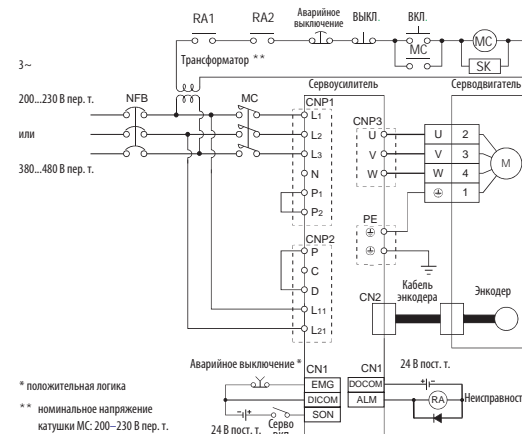 RA1 RA2 Аварийное выключение ВЫКЛ. ВКЛ.
MC
MC
SK
Трансформатор **
3~
Сервоусилитель
Серводвигатель
200...230 В пер. т.
NFB
MC
CNP1
CNP3
L1
U
U 2
или
L2
V
V 3
M
L3
W
W 4
380...480 В пер. т.
N
1
P1
P2
PE
CNP2
P
C
D
Кабель
энкодера
Энкодер
CN2
L11
L21
Аварийное выключение *
CN1
CN1
24 В пост. т.
* положительная логика
EMG
DOCOM
DICOM
ALM
RA
Неисправност
SON
** номинальное напряжение
катушки MC: 200–230 В пер. т.
24 В пост. т.
Серво
ВКЛ.